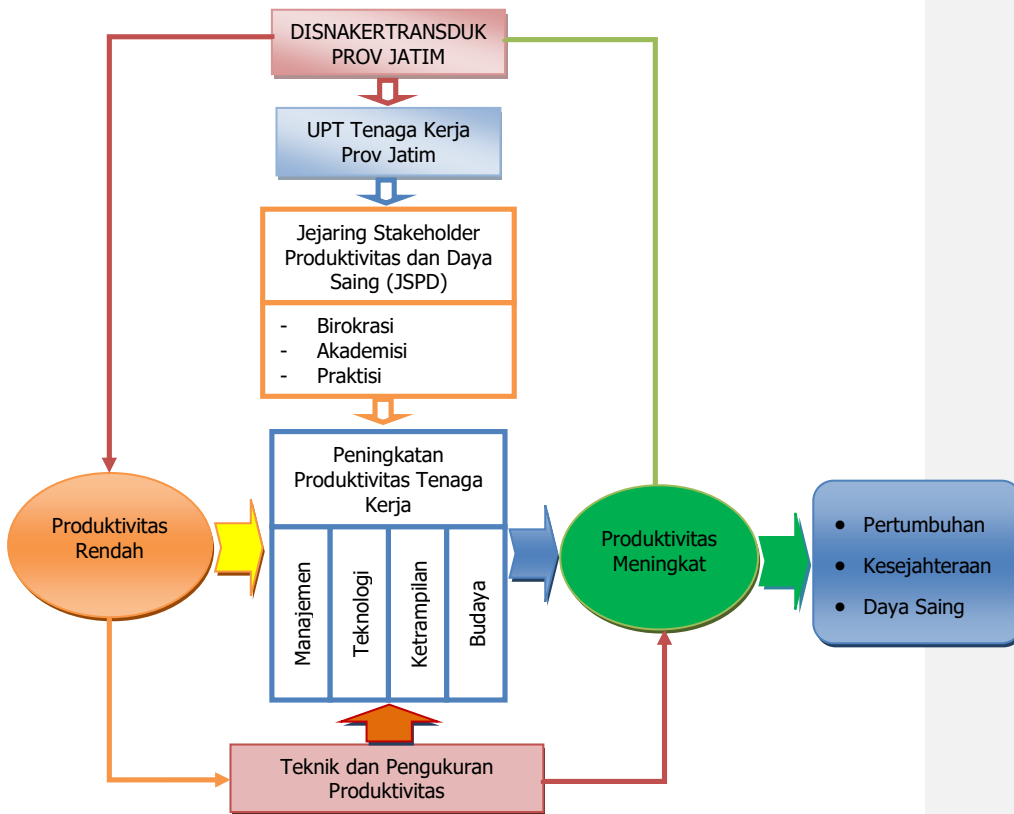 DISNAKERTRANSDUK
PROV JATIM
UPT Tenaga Kerja
Prov Jatim
Jejaring Stakeholder
Produktivitas dan Daya
Saing (JSPD)
- Birokrasi
- Akademisi
- Praktisi
Peningkatan
Produktivitas Tenaga
Kerja
Manajemen
Teknologi
Ketrampilan
Budaya
Produktivitas
Rendah
Produktivitas
Meningkat
• Pertumbuhan
• Kesejahteraan
• Daya Saing
Teknik dan Pengukuran
Produktivitas